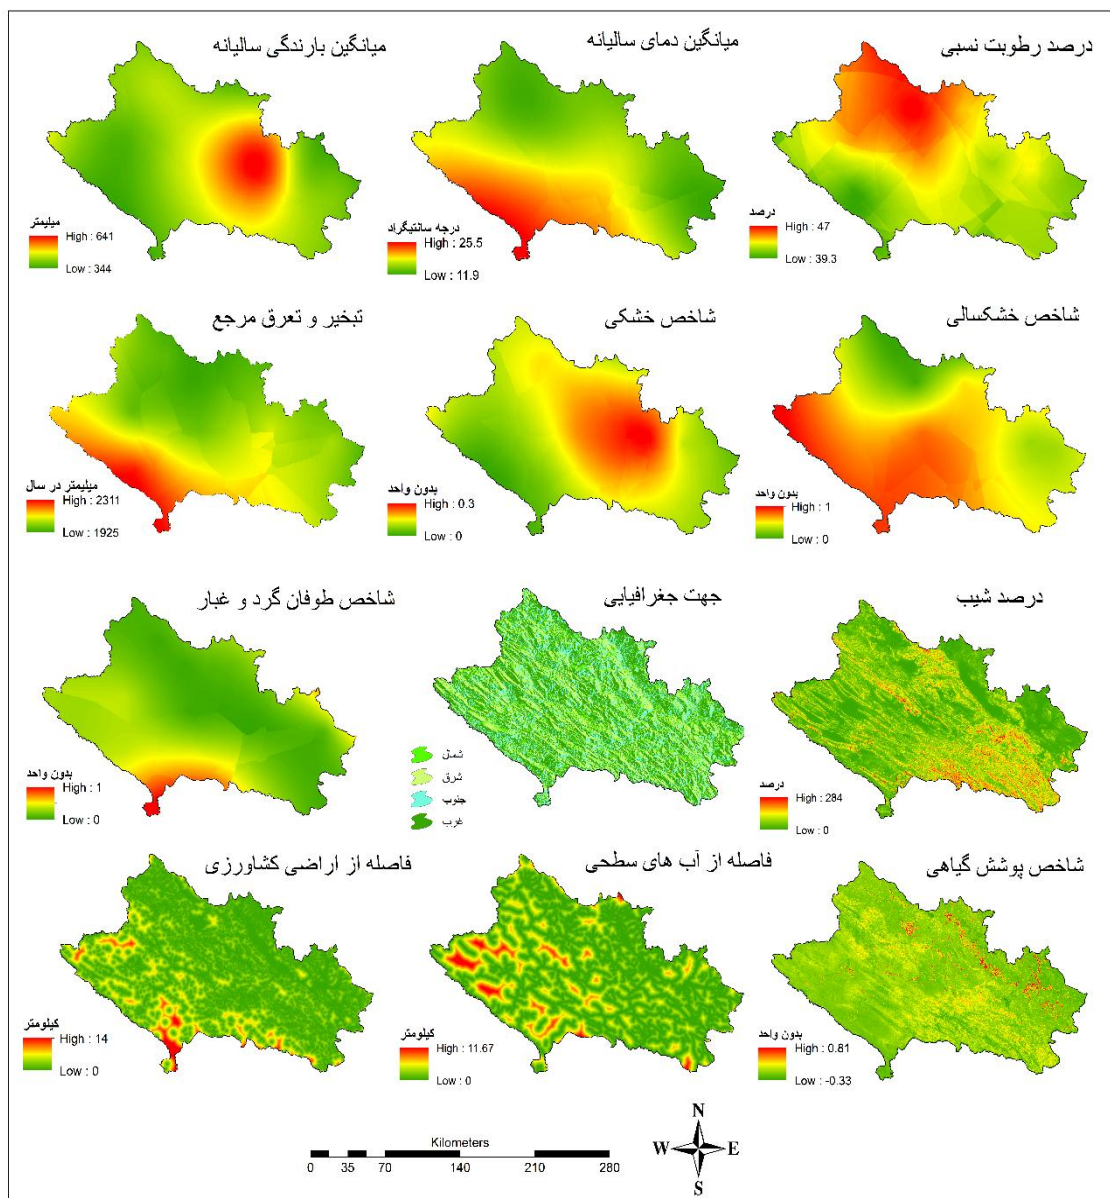 میانگین بارندگی سالیانه
میلیمتر
High : 641
Low : 344
میانگین دمای سالیانه
درجه سانتیگراد
High : 25.5
Low : 11.9
درصد رطوبت نسبی
درصد
High : 47
Low : 39.3
تبخیر و تعرق مرجع
میلیمتر در سال
High : 2311
Low : 1925
شاخص خشکی
بدون واحد
High : 0.3
Low : 0
شاخص خشکسالی
بدون واحد
High : 1
Low : 0
شاخص طوفان گرد و غبار
بدون واحد
High : 1
Low : 0
جهت جغرافیایی
شمال
شرق
جنوب
غرب
درصد شیب
درصد
High : 284
Low : 0
فاصله از اراضی کشاورزی
کیلومتر
High : 14
Low : 0
فاصله از آب های سطحی
کیلومتر
High : 11.67
Low : 0
شاخص پوشش گیاهی
بدون واحد
High : 0.81
Low : -0.33
Kilometers
0 35 70 140 210 280
N
W E
S